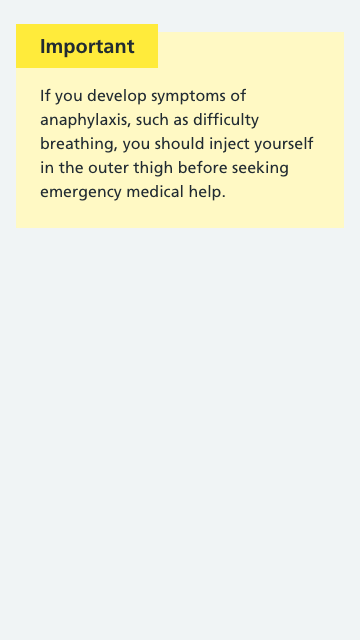 Important
If you develop symptoms of
anaphylaxis, such as difficulty
breathing, you should inject yourself
in the outer thigh before seeking
emergency medical help.